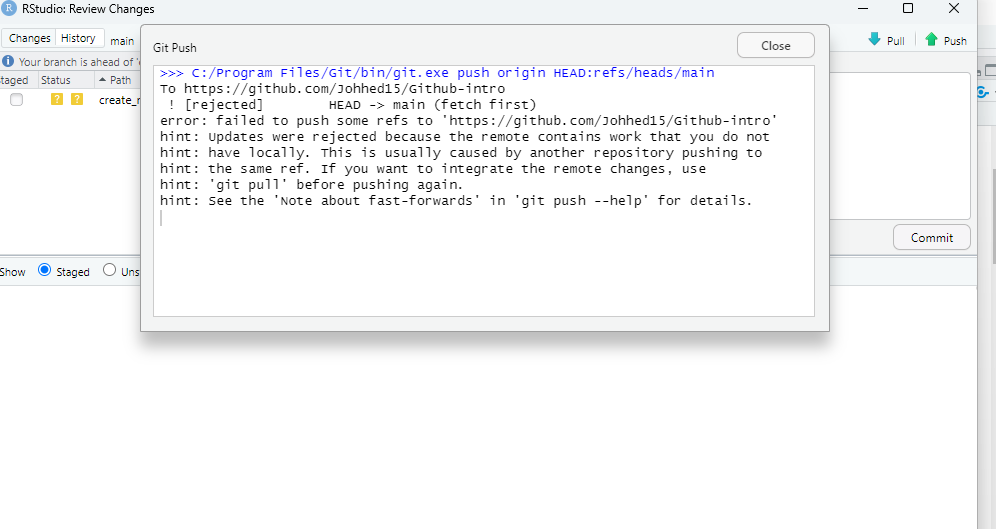 RStudio: Review Changes
Changes History main
Git Push
Close
Pull Push
Your branch is ahead of
Status Path
create_
>>> C:/Program Files/Git/bin/git.exe push origin HEAD:refs/heads/main
To https://github.com/Johhed15/Github-intro
! [rejected] HEAD -> main (fetch first)
error: failed to push some refs to 'https://github.com/Johhed15/Github-intro'
hint: Updates were rejected because the remote contains work that you do not
hint: have locally. This is usually caused by another repository pushing to
hint: the same ref. If you want to integrate the remote changes, use
hint: 'git pull' before pushing again.
hint: See the 'Note about fast-forwards' in 'git push --help' for details.
Commit
Show Staged Uns